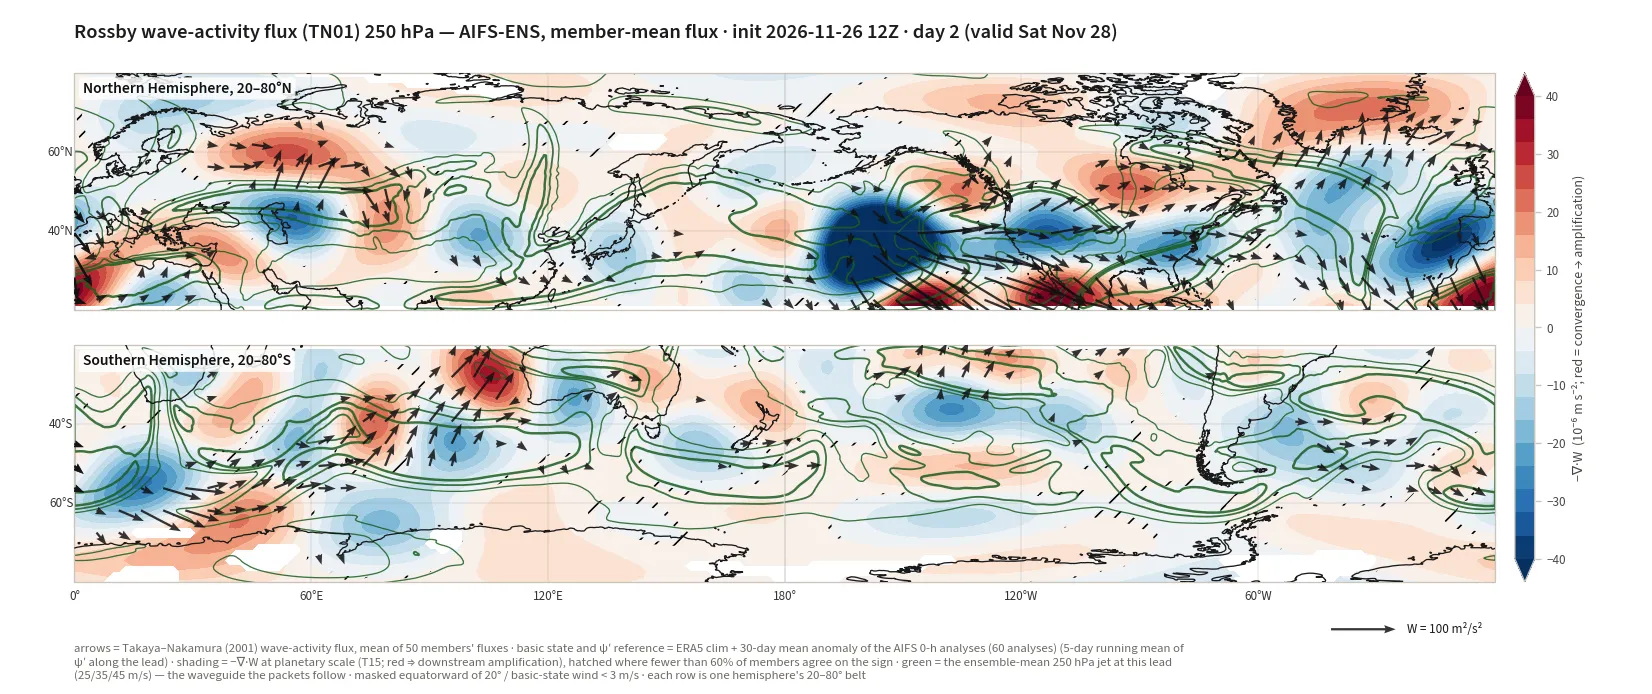 Rossby wave-activity flux (TN01) 250 hPa — AIFS-ENS, member-mean flux · init 2026-11-26 12Z · day 2 (valid Sat Nov 28)
Northern Hemisphere, 20–80°N
60°N
40°N
Southern Hemisphere, 20–80°S
40°S
60°S
0°
60°E
120°E
180°
120°W
60°W
40
30
20
10
0
−10
−20
−30
−40
−∇·W (10⁻⁶ m s⁻²; red = convergence → amplification)
W = 100 m²/s²
arrows = Takaya–Nakamura (2001) wave-activity flux, mean of 50 members' fluxes · basic state and ψ' reference = ERA5 clim + 30-day mean anomaly of the AIFS 0-h analyses (60 analyses) (5-day running mean of
ψ' along the lead) · shading = −∇·W at planetary scale (T15; red ⇒ downstream amplification), hatched where fewer than 60% of members agree on the sign · green = the ensemble-mean 250 hPa jet at this lead
(25/35/45 m/s) — the waveguide the packets follow · masked equatorward of 20° / basic-state wind < 3 m/s · each row is one hemisphere's 20–80° belt